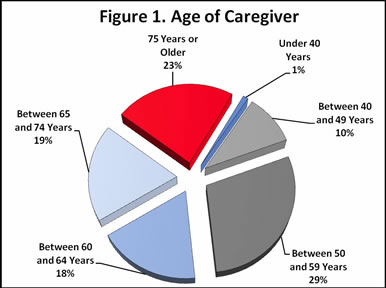 Figure 1. Age of Caregiver
75 Years or
Older
23%
Under 40
Years
1%
Between 40
and 49 Years
10%
Between 65
and 74 Years
19%
Between 60
and 64 Years
18%
Between 50
and 59 Years
29%